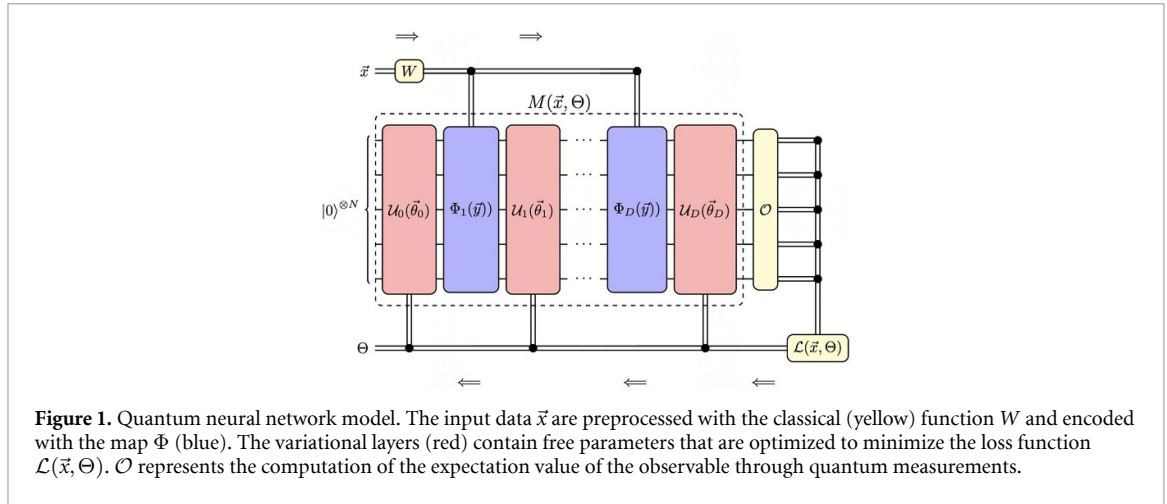 ⇒ ⇒
x⃗ W
M(x⃗, Θ)
|0⟩^{⊗N} 𝒰₀(θ⃗₀) Φ₁(y⃗)) 𝒰₁(θ⃗₁) ··· Φ_D(y⃗)) 𝒰_D(θ⃗_D) 𝒪
Θ ℒ(x⃗, Θ)
⇐ ⇐ ⇐
Figure 1. Quantum neural network model. The input data x⃗ are preprocessed with the classical (yellow) function W and encoded
with the map Φ (blue). The variational layers (red) contain free parameters that are optimized to minimize the loss function
ℒ(x⃗, Θ). 𝒪 represents the computation of the expectation value of the observable through quantum measurements.